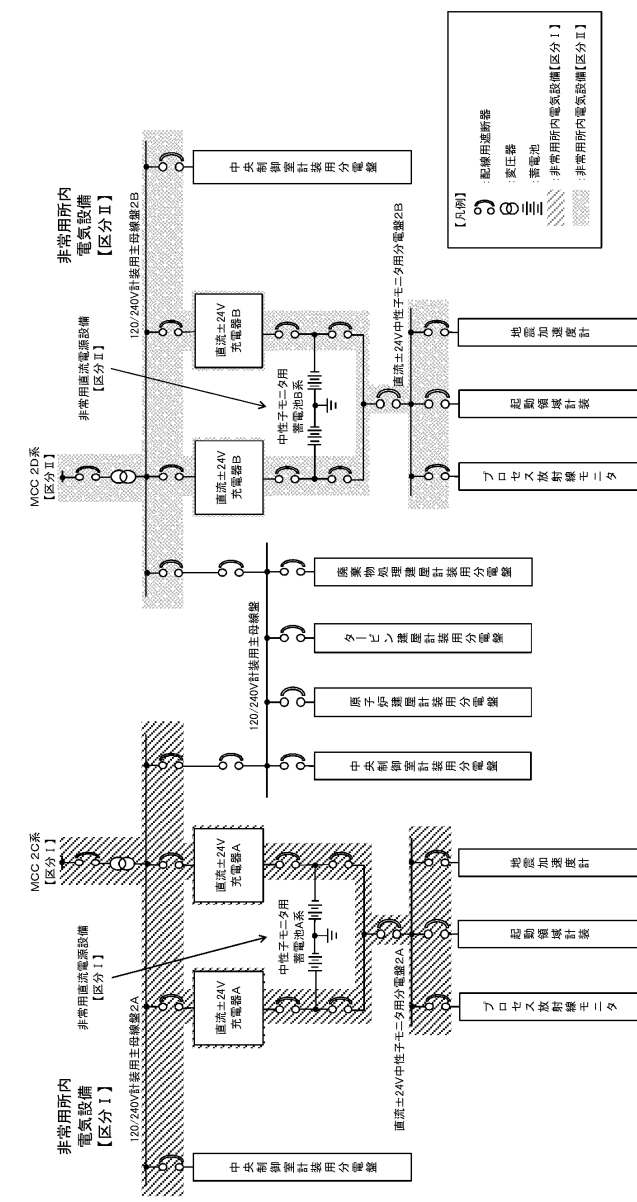 非常用所内
電気設備
【区分Ⅰ】
MCC 2C系
【区分Ⅰ】
非常用直流電源設備
【区分Ⅰ】
120/240V計装用主母線盤2A
中央制御室計装用分電盤
直流±24V
充電器A
直流±24V
充電器A
中性子モニタ用
蓄電池A系
直流±24V中性子モニタ用分電盤2A
プロセス放射線モニタ
起動領域計装
地震加速度計
120/240V計装用主母線盤
中央制御室計装用分電盤
原子炉建屋計装用分電盤
タービン建屋計装用分電盤
廃棄物処理建屋計装用分電盤
MCC 2D系
【区分Ⅱ】
非常用直流電源設備
【区分Ⅱ】
非常用所内
電気設備
【区分Ⅱ】
120/240V計装用主母線盤2B
直流±24V
充電器B
直流±24V
充電器B
中性子モニタ用
蓄電池B系
中央制御室計装用分電盤
直流±24V中性子モニタ用分電盤2B
プロセス放射線モニタ
起動領域計装
地震加速度計
【凡例】
:配線用遮断器
:変圧器
:蓄電池
:非常用所内電気設備【区分Ⅰ】
:非常用所内電気設備【区分Ⅱ】